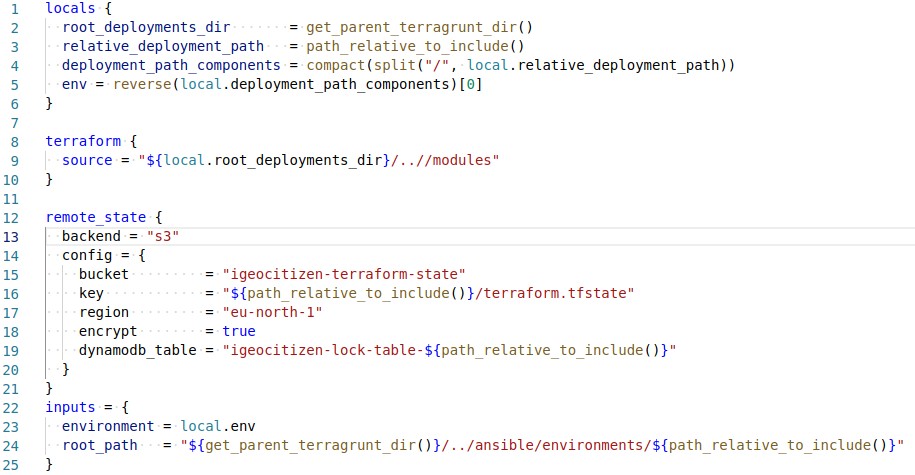 1 locals {
2   root_deployments_dir       = get_parent_terragrunt_dir()
3   relative_deployment_path   = path_relative_to_include()
4   deployment_path_components = compact(split("/", local.relative_deployment_path))
5   env = reverse(local.deployment_path_components)[0]
6 }
7
8 terraform {
9   source = "${local.root_deployments_dir}/..//modules"
10 }
11
12 remote_state {
13   backend = "s3"
14   config = {
15     bucket         = "igeocitizen-terraform-state"
16     key            = "${path_relative_to_include()}/terraform.tfstate"
17     region         = "eu-north-1"
18     encrypt        = true
19     dynamodb_table = "igeocitizen-lock-table-${path_relative_to_include()}"
20   }
21 }
22 inputs = {
23   environment = local.env
24   root_path   = "${get_parent_terragrunt_dir()}/../ansible/environments/${path_relative_to_include()}"
25 }